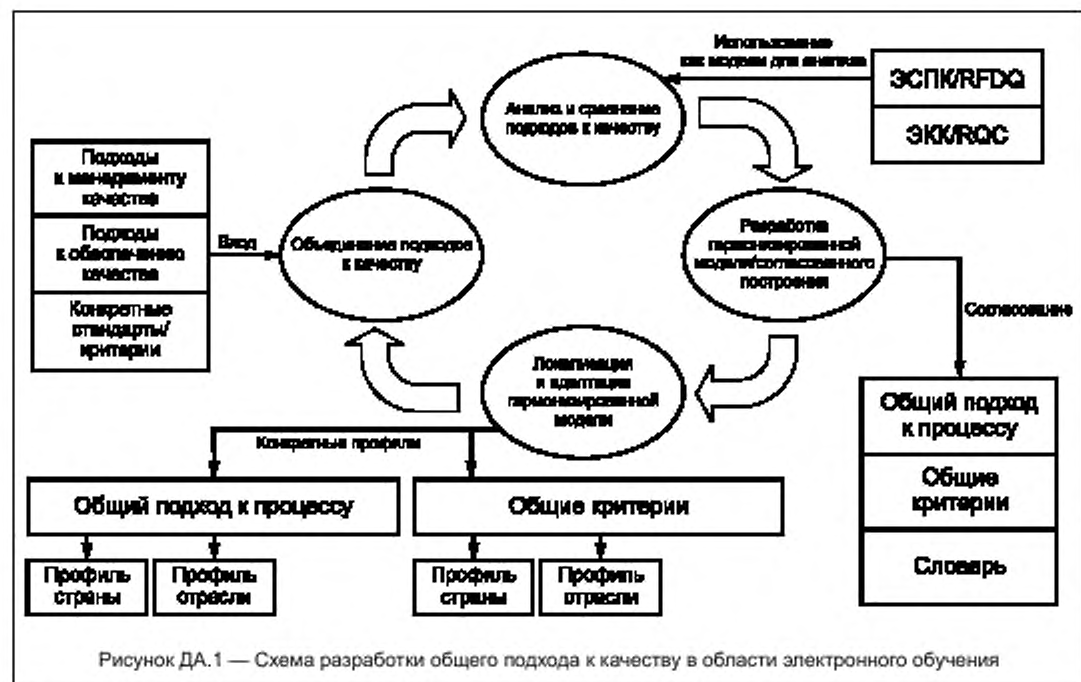 Использование
как модели для анализа
ЭСПК/RFDQ
ЭКК/RQC
Анализ и сравнение
подходов к качеству
Подходы
к менеджменту
качества
Подходы
к обеспечению
качества
Конкретные
стандарты/
критерии
Вход
Объединение подходов
к качеству
Разработка
гармонизированной
модели/согласованного
построения
Согласование
Локализация
и адаптация
гармонизированной
модели
Общий подход
к процессу
Общие
критерии
Словарь
Конкретные профили
Общий подход к процессу
Общие критерии
Профиль
страны
Профиль
отрасли
Профиль
страны
Профиль
отрасли
Рисунок ДА.1 — Схема разработки общего подхода к качеству в области электронного обучения